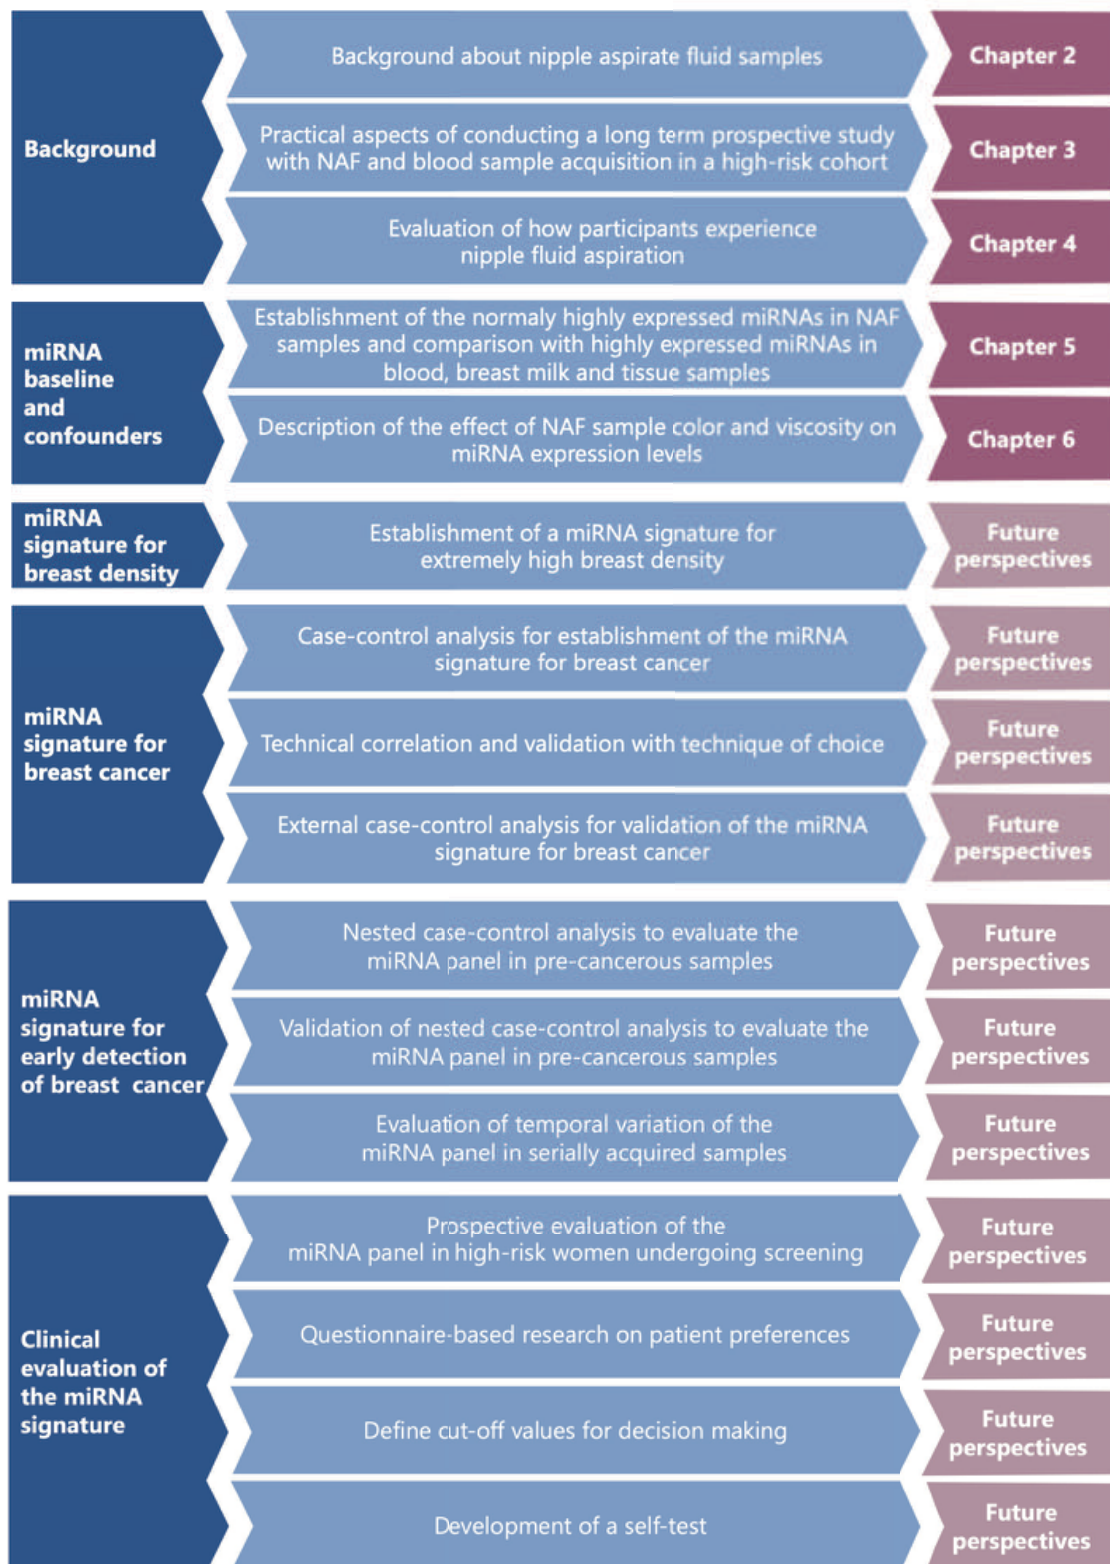 Background
Background about nipple aspirate fluid samples
Chapter 2
Practical aspects of conducting a long term prospective study
with NAF and blood sample acquisition in a high-risk cohort
Chapter 3
Evaluation of how participants experience
nipple fluid aspiration
Chapter 4
miRNA
baseline
and
confounders
Establishment of the normaly highly expressed miRNAs in NAF
samples and comparison with highly expressed miRNAs in
blood, breast milk and tissue samples
Chapter 5
Description of the effect of NAF sample color and viscosity on
miRNA expression levels
Chapter 6
miRNA
signature for
breast density
Establishment of a miRNA signature for
extremely high breast density
Future
perspectives
miRNA
signature for
breast cancer
Case-control analysis for establishment of the miRNA
signature for breast cancer
Future
perspectives
Technical correlation and validation with technique of choice
Future
perspectives
External case-control analysis for validation of the miRNA
signature for breast cancer
Future
perspectives
miRNA
signature for
early detection
of breast cancer
Nested case-control analysis to evaluate the
miRNA panel in pre-cancerous samples
Future
perspectives
Validation of nested case-control analysis to evaluate the
miRNA panel in pre-cancerous samples
Future
perspectives
Evaluation of temporal variation of the
miRNA panel in serially acquired samples
Future
perspectives
Clinical
evaluation of
the miRNA
signature
Prospective evaluation of the
miRNA panel in high-risk women undergoing screening
Future
perspectives
Questionnaire-based research on patient preferences
Future
perspectives
Define cut-off values for decision making
Future
perspectives
Development of a self-test
Future
perspectives